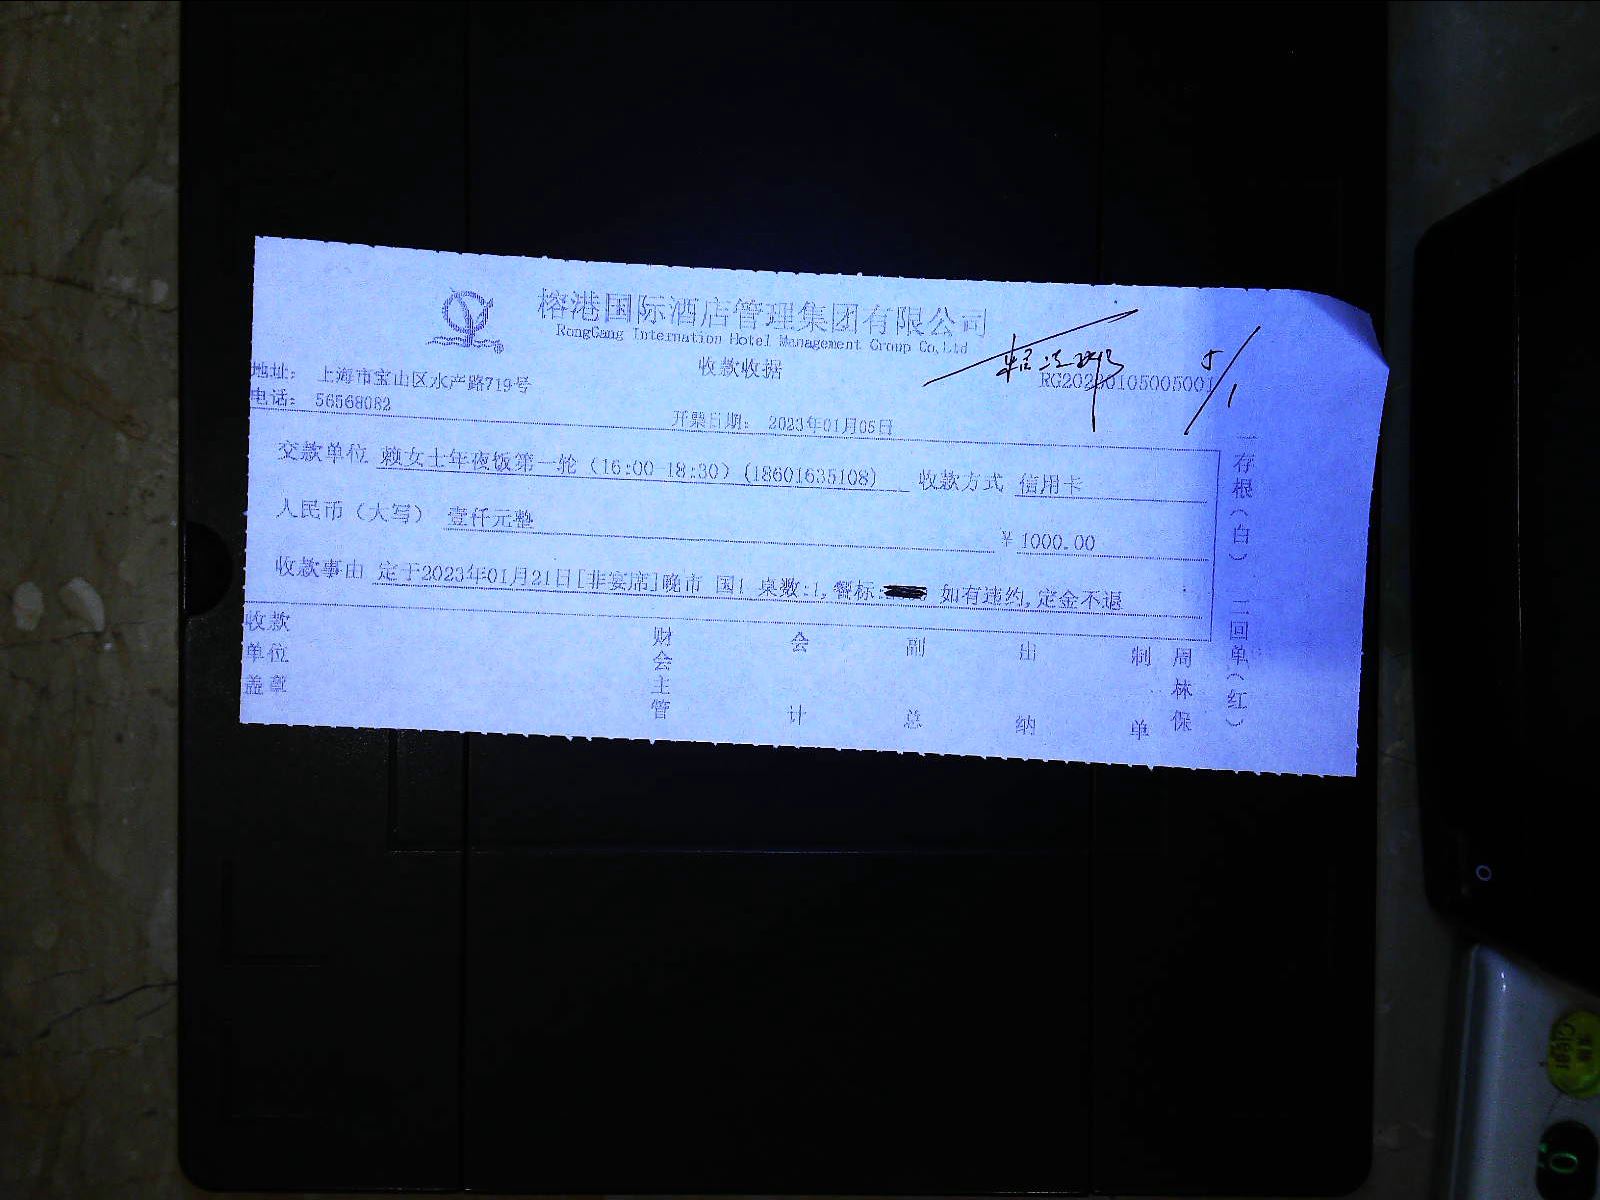 榕港国际酒店管理集团有限公司
RongGang Internation Hotel Management Group Co,Ltd
收款收据
地址： 上海市宝山区水产路719号
RG20230105005001
5/1
电话： 56568082
开票日期： 2023年01月05日
交款单位 赖女士年夜饭第一轮（16:00-18:30）(18601635108) 收款方式 信用卡
人民币（大写） 壹仟元整 ￥1000.00
收款事由 定于2023年01月21日[非宴席]晚市 国1 桌数:1,餐标: 如有违约,定金不退
收款单位盖章 财会主管 会计 副总 出纳 制单 周林保
一存根（白） 二回单（红）